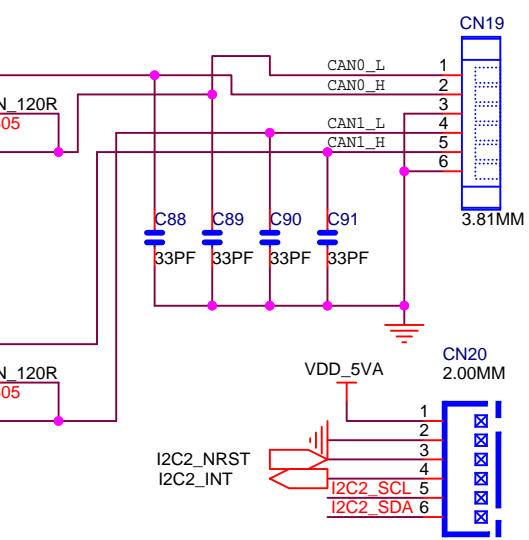 CN19
CAN0_L 1
CAN0_H 2
3
CAN1_L 4
CAN1_H 5
6
N_120R
05
3.81MM
C88 C89 C90 C91
33PF 33PF 33PF 33PF
N_120R
05
VDD_5VA
CN20
2.00MM
1
2
I2C2_NRST 3
I2C2_INT 4
I2C2_SCL 5
I2C2_SDA 6